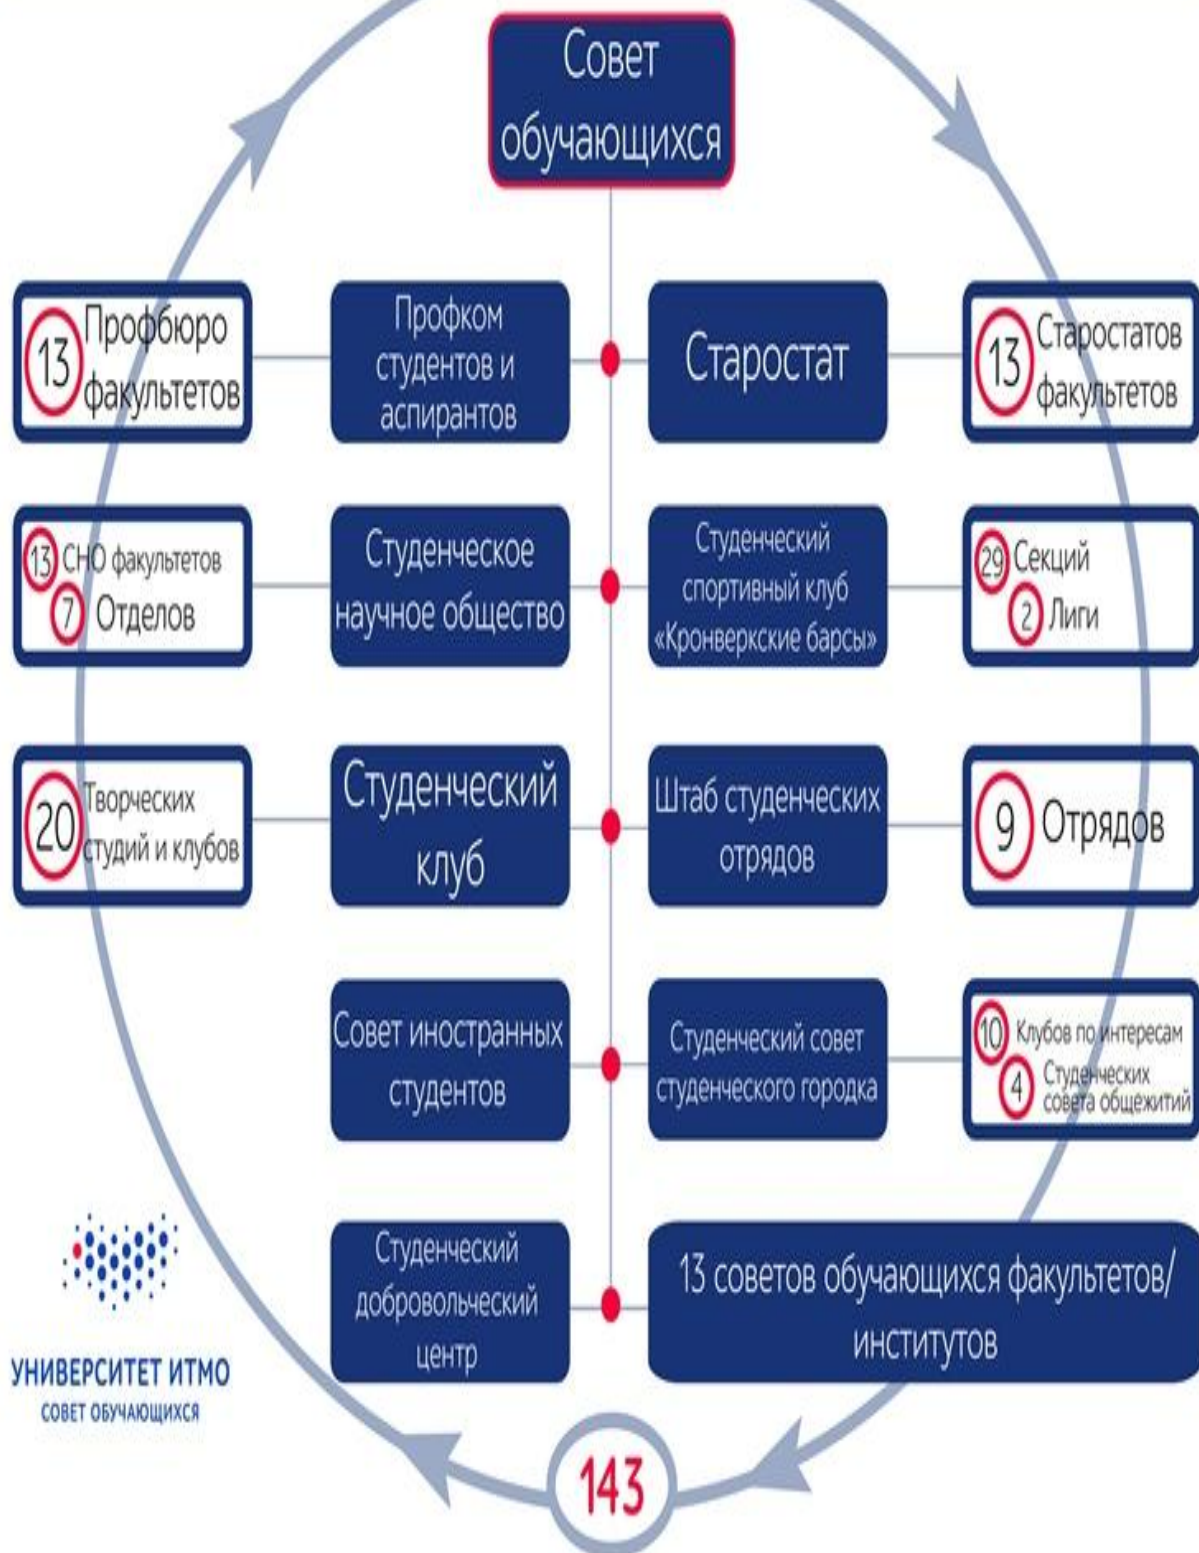 Совет
обучающихся
13
Профбюро
факультетов
Профком
студентов и
аспирантов
Старостат
13
Старостатов
факультетов
13 СНО факультетов
7 Отделов
Студенческое
научное общество
Студенческий
спортивный клуб
«Кронверкские барсы»
29 Секций
2 Лиги
20
Творческих
студий и клубов
Студенческий
клуб
Штаб студенческих
отрядов
9 Отрядов
Совет иностранных
студентов
Студенческий совет
студенческого городка
10 Клубов по интересам
4
Студенческих
совета общежитий
Студенческий
добровольческий
центр
13 советов обучающихся факультетов/
институтов
УНИВЕРСИТЕТ ИТМО
СОВЕТ ОБУЧАЮЩИХСЯ
143